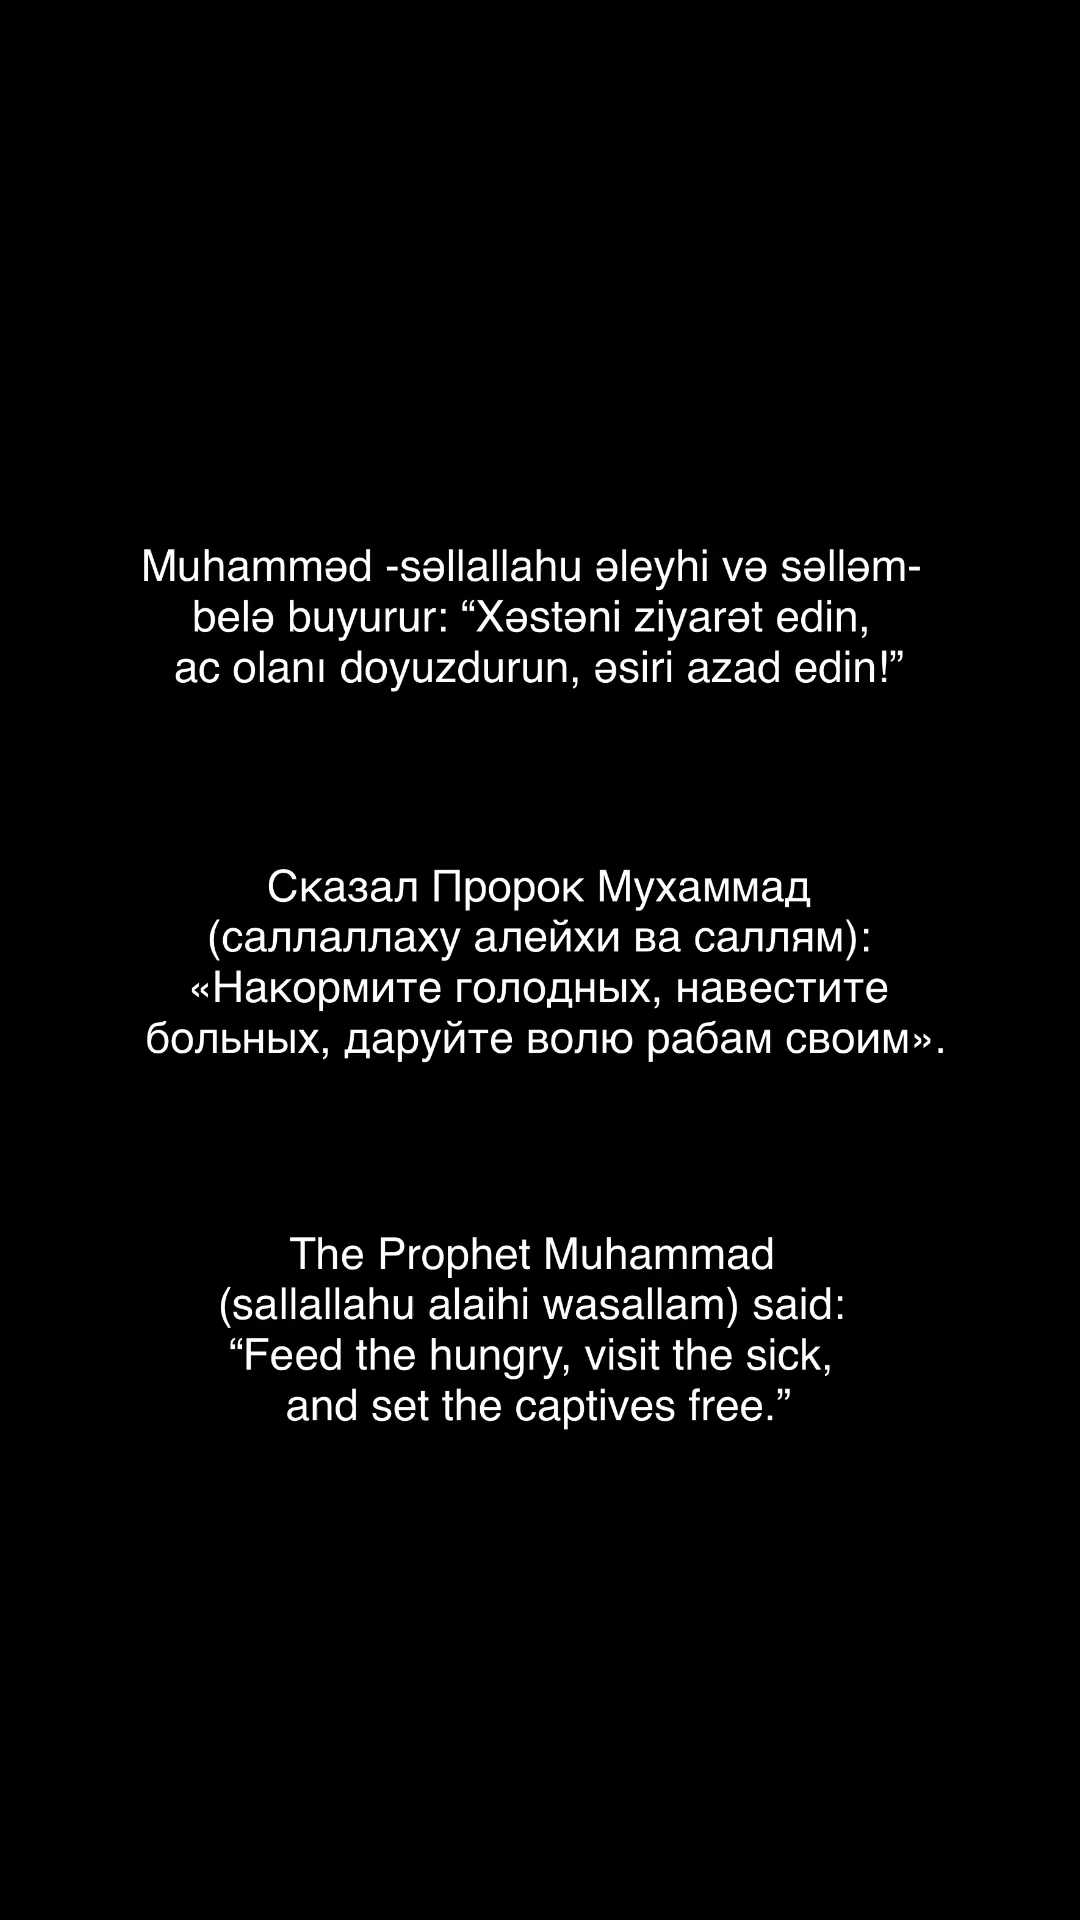 Muhamməd -səllallahu əleyhi və səlləm-
belə buyurur: “Xəstəni ziyarət edin,
ac olanı doyuzdurun, əsiri azad edin!”
Сказал Пророк Мухаммад
(саллаллаху алейхи ва саллям):
«Накормите голодных, навестите
больных, даруйте волю рабам своим».
The Prophet Muhammad
(sallallahu alaihi wasallam) said:
“Feed the hungry, visit the sick,
and set the captives free.”